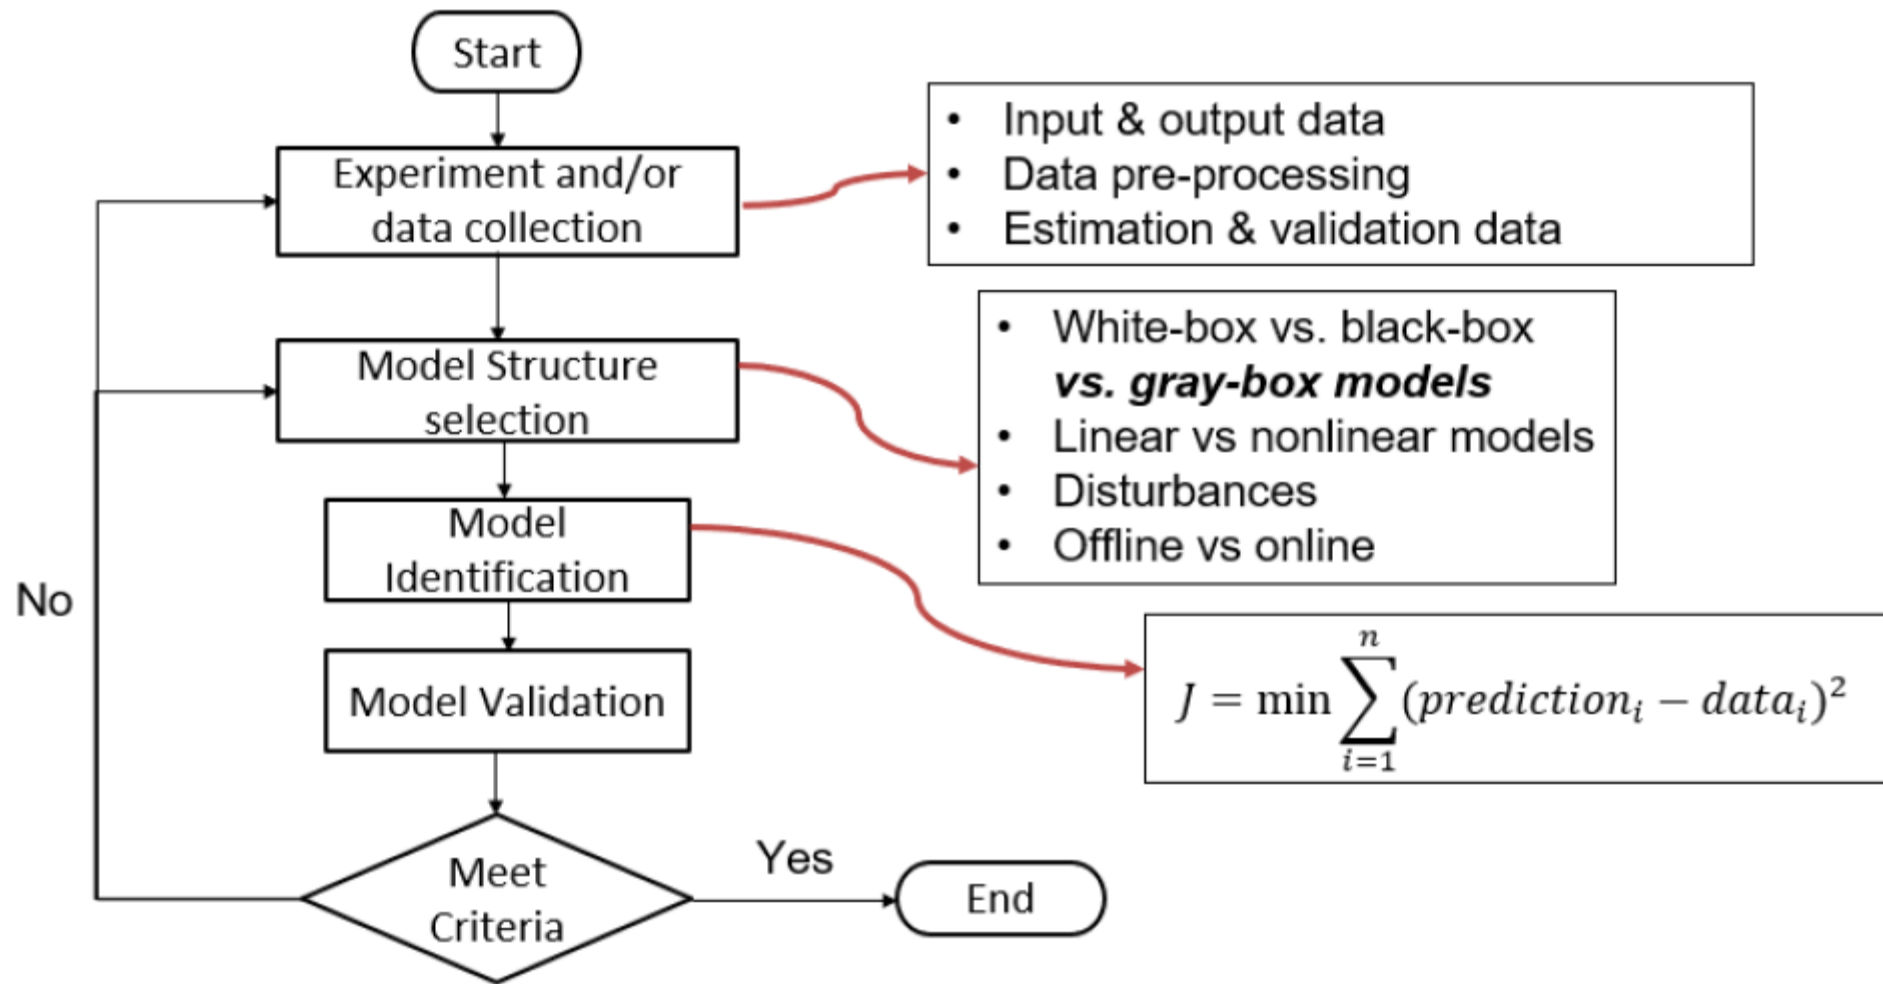 Start
Experiment and/or
data collection
• Input & output data
• Data pre-processing
• Estimation & validation data
Model Structure
selection
• White-box vs. black-box
vs. gray-box models
• Linear vs nonlinear models
• Disturbances
• Offline vs online
Model
Identification
J = min ∑_{i=1}^{n} (prediction_i − data_i)²
No
Model Validation
Meet
Criteria
Yes
End